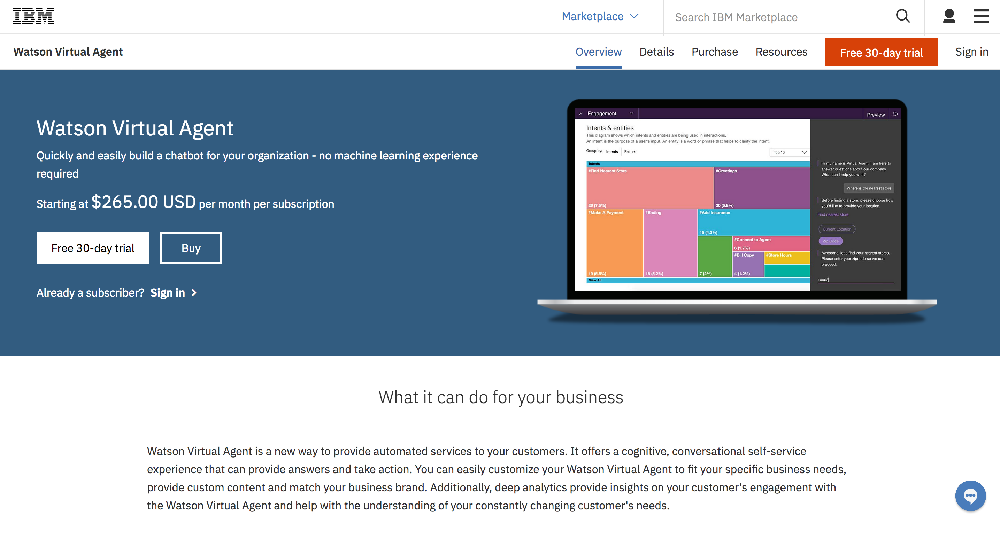 IBM
Marketplace
Search IBM Marketplace
Watson Virtual Agent
Overview
Details
Purchase
Resources
Free 30-day trial
Sign in
Watson Virtual Agent
Quickly and easily build a chatbot for your organization - no machine learning experience
required
Starting at $265.00 USD per month per subscription
Free 30-day trial
Buy
Already a subscriber? Sign in
Engagement
Preview
Intents & entities
This diagram shows which intents and entities are being used in interactions.
An intent is the purpose of a user's input. An entity is a word or phrase that helps to clarify the intent.
Group by: Intents Entities
Top 10
Intents
#Find Nearest Store
26 (7.5%)
#Greetings
20 (5.8%)
#Make A Payment
19 (5.5%)
#Ending
18 (5.2%)
#Add Insurance
15 (4.3%)
7 (2%)
#Connect to Agent
6 (1.7%)
#Bill Copy
4 (1.2%)
#Store Hours
View All
Hi my name is Virtual Agent. I am here to
answer questions about our company.
What can I help you with?
Where is the nearest store
Before finding a store, please choose how
you'd like to provide your location.
Find nearest store
Current Location
Zip Code
Awesome, let's find your nearest stores.
Please enter your zipcode so we can
proceed.
10003
What it can do for your business
Watson Virtual Agent is a new way to provide automated services to your customers. It offers a cognitive, conversational self-service
experience that can provide answers and take action. You can easily customize your Watson Virtual Agent to fit your specific business needs,
provide custom content and match your business brand. Additionally, deep analytics provide insights on your customer's engagement with
the Watson Virtual Agent and help with the understanding of your constantly changing customer's needs.